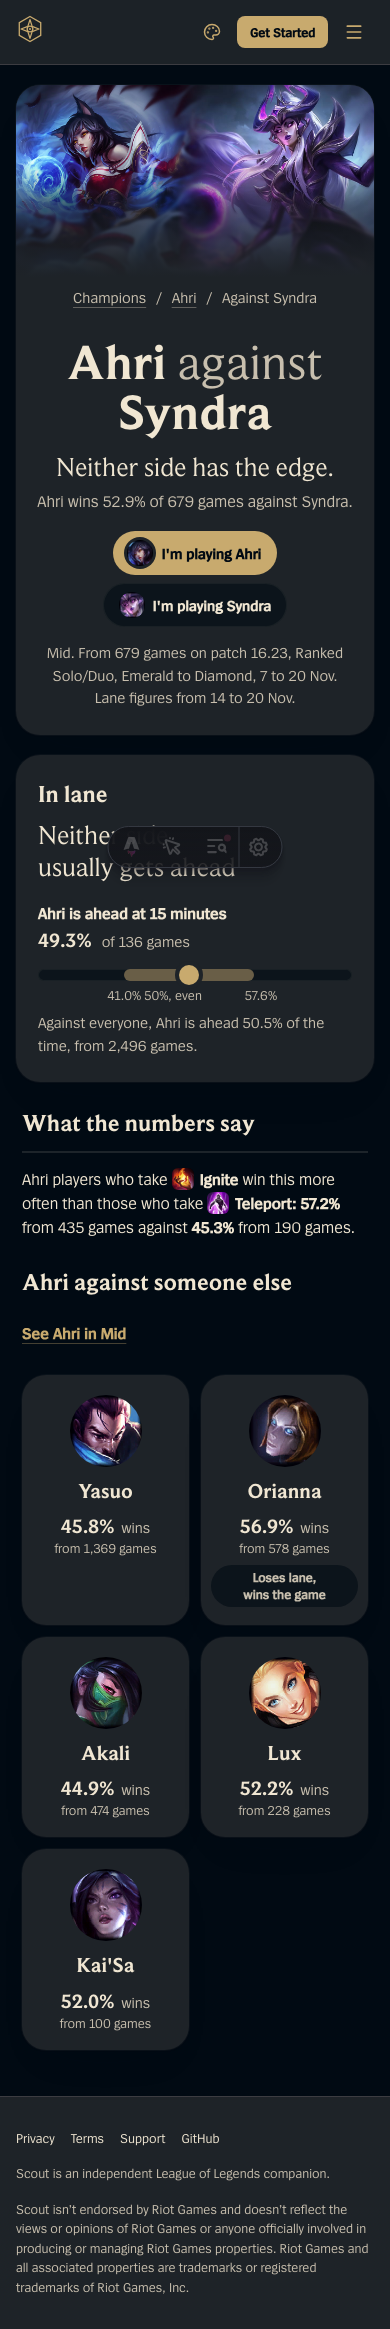 Get Started
Champions / Ahri / Against Syndra
Ahri against
Syndra
Neither side has the edge.
Ahri wins 52.9% of 679 games against Syndra.
I'm playing Ahri
I'm playing Syndra
Mid. From 679 games on patch 16.23, Ranked
Solo/Duo, Emerald to Diamond, 7 to 20 Nov.
Lane figures from 14 to 20 Nov.
In lane
Neither side
usually gets ahead
Ahri is ahead at 15 minutes
49.3% of 136 games
41.0% 50%, even 57.6%
Against everyone, Ahri is ahead 50.5% of the
time, from 2,496 games.
What the numbers say
Ahri players who take Ignite win this more
often than those who take Teleport: 57.2%
from 435 games against 45.3% from 190 games.
Ahri against someone else
See Ahri in Mid
Yasuo
45.8% wins
from 1,369 games
Orianna
56.9% wins
from 578 games
Loses lane,
wins the game
Akali
44.9% wins
from 474 games
Lux
52.2% wins
from 228 games
Kai'Sa
52.0% wins
from 100 games
Privacy Terms Support GitHub
Scout is an independent League of Legends companion.
Scout isn't endorsed by Riot Games and doesn't reflect the
views or opinions of Riot Games or anyone officially involved in
producing or managing Riot Games properties. Riot Games and
all associated properties are trademarks or registered
trademarks of Riot Games, Inc.